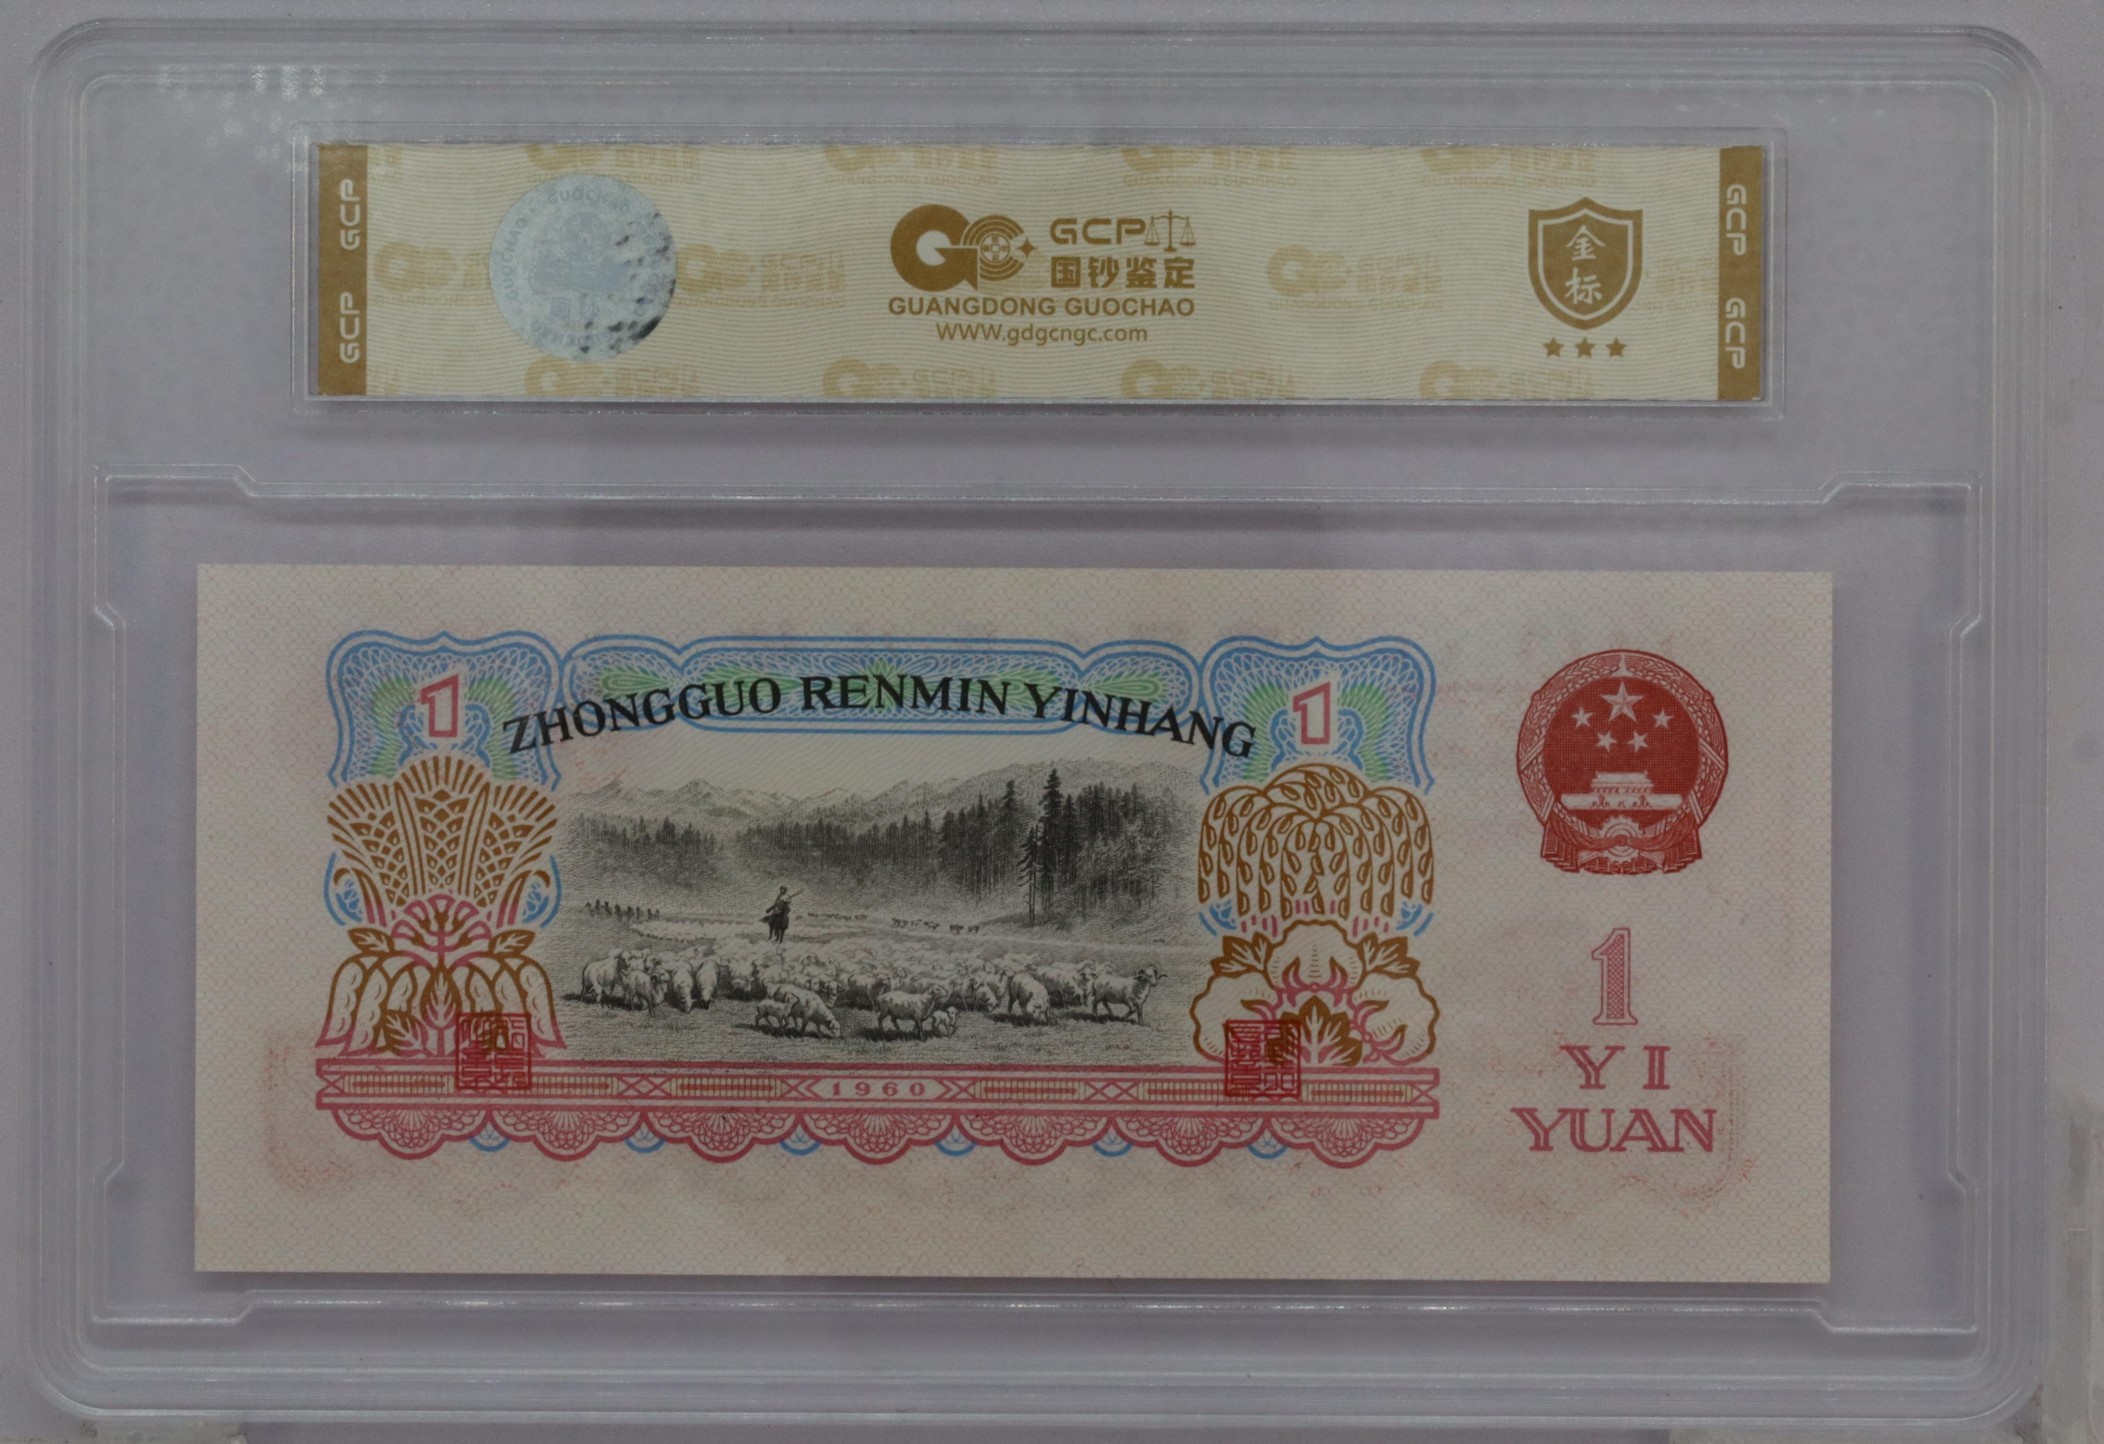 GCP
GCP
GUOCHAO
GCP
国钞鉴定
GUANGDONG GUOCHAO
WWW.gdgcngc.com
金
标
GCP
GCP
ZHONGGUO RENMIN YINHANG
1
1
1960
1
YI
YUAN